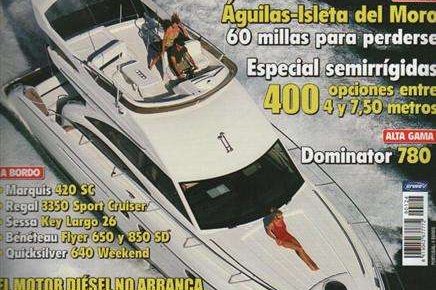 Águilas-Isleta del Moro
60 millas para perderse
Especial semirrígidas
400 opciones entre
4 y 7,50 metros
ALTA GAMA
Dominator 780
A BORDO
Marquis 420 SC
Regal 3350 Sport Cruiser
Sessa Key Largo 26
Beneteau Flyer 650 y 850 SD
Quicksilver 640 Weekend
EL MOTOR DIÉSEL NO ARRANCA